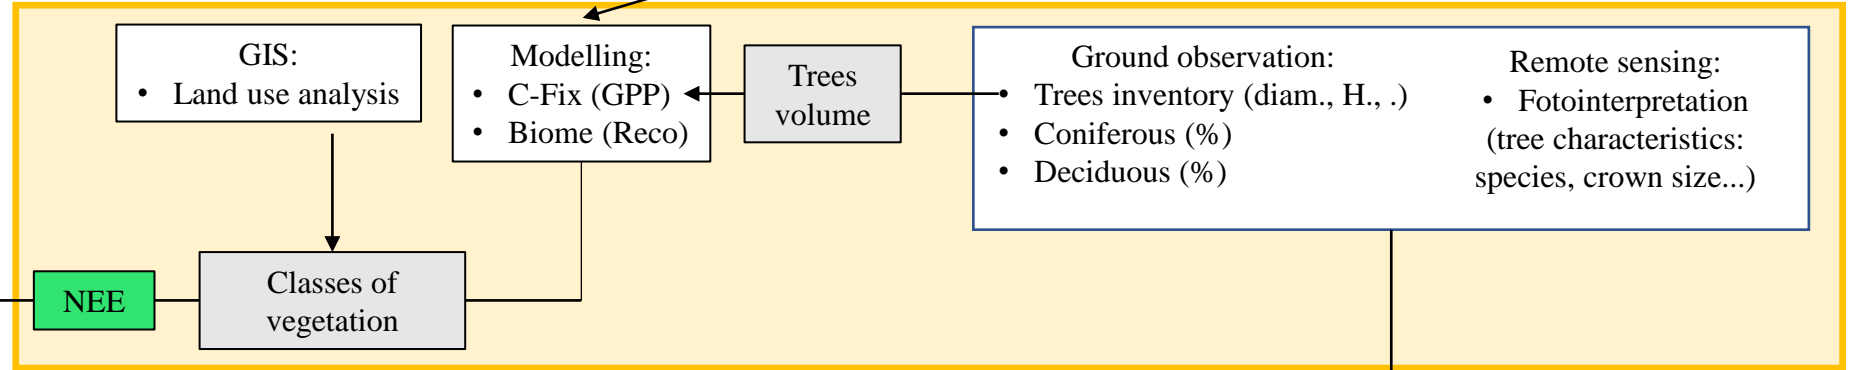 GIS:
• Land use analysis
Modelling:
• C-Fix (GPP)
• Biome (Reco)
Trees
volume
Ground observation:
• Trees inventory (diam., H., .)
• Coniferous (%)
• Deciduous (%)
Remote sensing:
• Fotointerpretation
(tree characteristics:
species, crown size...)
NEE
Classes of
vegetation